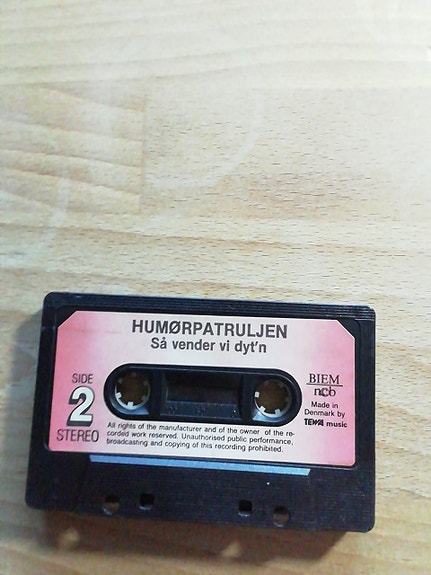 HUMØRPATRULJEN
Så vender vi dyt'n
SIDE
2
STEREO
BIEM
ncb
Made in
Denmark by
TEWA music
All rights of the manufacturer and of the owner of the re-
corded work reserved. Unauthorised public performance,
broadcasting and copying of this recording prohibited.